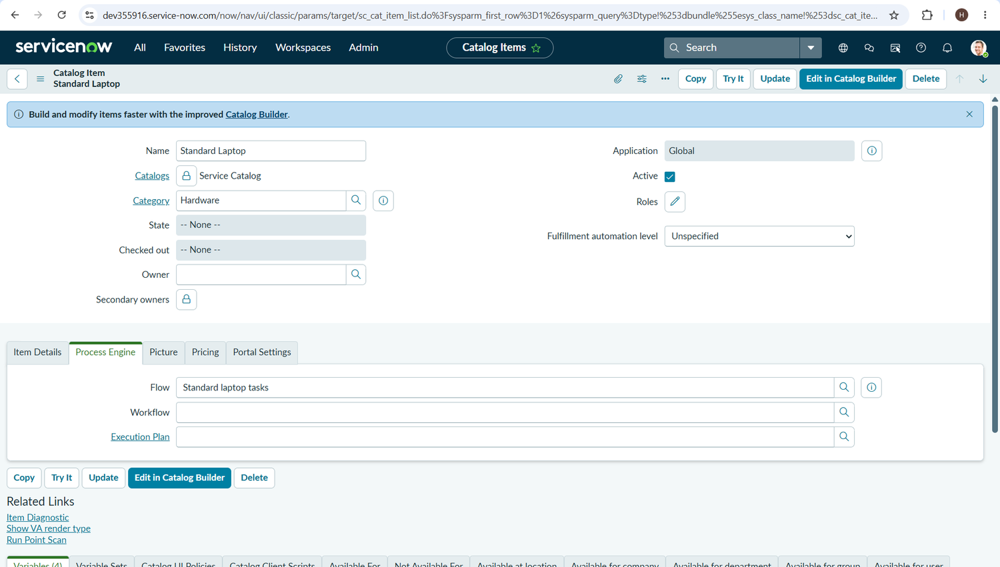 dev355916.service-now.com/now/nav/ui/classic/params/target/sc_cat_item_list.do%3Fsysparm_first_row%3D1%26sysparm_query%3Dtype!%253dbundle%255esys_class_name!%253dsc_cat_ite...
H
servicenow
All
Favorites
History
Workspaces
Admin
Catalog Items
Search
Catalog Item
Standard Laptop
Copy
Try It
Update
Edit in Catalog Builder
Delete
Build and modify items faster with the improved Catalog Builder.
Name
Standard Laptop
Application
Global
Catalogs
Service Catalog
Active
Category
Hardware
Roles
State
-- None --
Fulfillment automation level
Unspecified
Checked out
-- None --
Owner
Secondary owners
Item Details
Process Engine
Picture
Pricing
Portal Settings
Flow
Standard laptop tasks
Workflow
Execution Plan
Copy
Try It
Update
Edit in Catalog Builder
Delete
Related Links
Item Diagnostic
Show VA render type
Run Point Scan
Variables (4)
Variable Sets
Catalog UI Policies
Catalog Client Scripts
Available For
Not Available For
Available at location
Available for company
Available for department
Available for group
Available for user